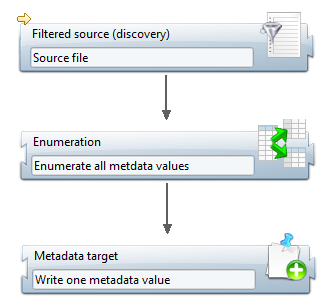 Filtered source (discovery)
Source file
Enumeration
Enumerate all metdata values
Metadata target
Write one metadata value